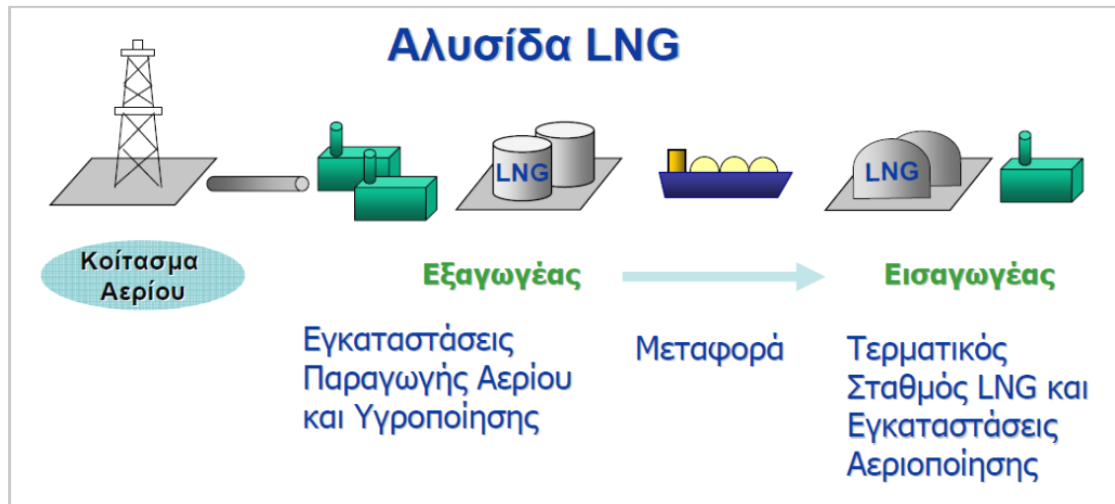 Αλυσίδα LNG
LNG
LNG
Κοίτασμα
Αερίου
Εξαγωγέας
Εισαγωγέας
Εγκαταστάσεις
Παραγωγής Αερίου
και Υγροποίησης
Μεταφορά
Τερματικός
Σταθμός LNG και
Εγκαταστάσεις
Αεριοποίησης